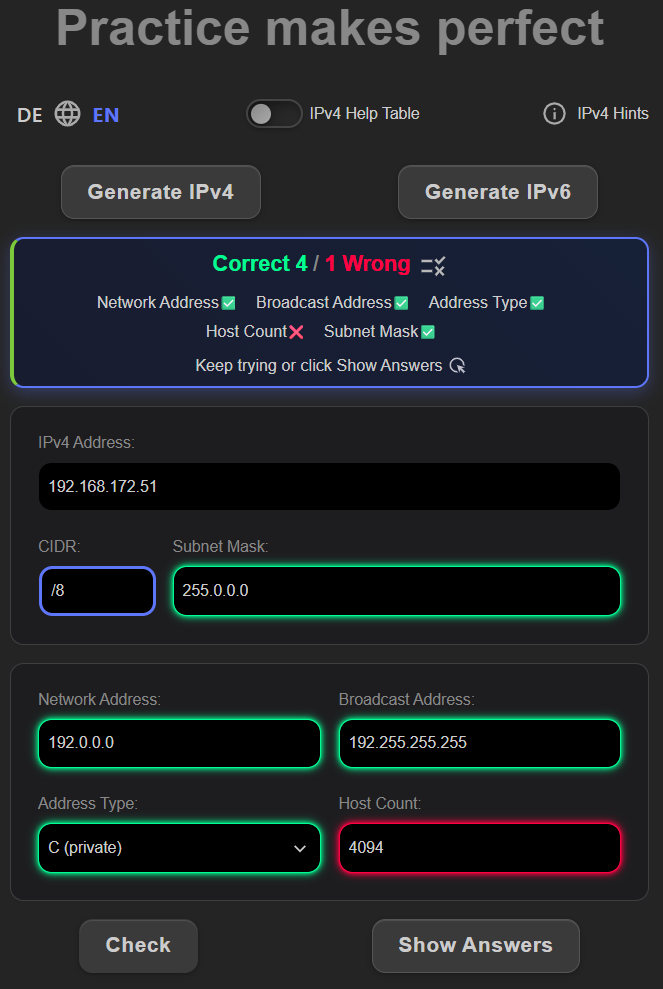 Practice makes perfect
DE EN IPv4 Help Table IPv4 Hints
Generate IPv4 Generate IPv6
Correct 4 / 1 Wrong
Network Address✅ Broadcast Address✅ Address Type✅
Host Count❌ Subnet Mask✅
Keep trying or click Show Answers
IPv4 Address:
192.168.172.51
CIDR: Subnet Mask:
/8 255.0.0.0
Network Address: Broadcast Address:
192.0.0.0 192.255.255.255
Address Type: Host Count:
C (private) 4094
Check Show Answers